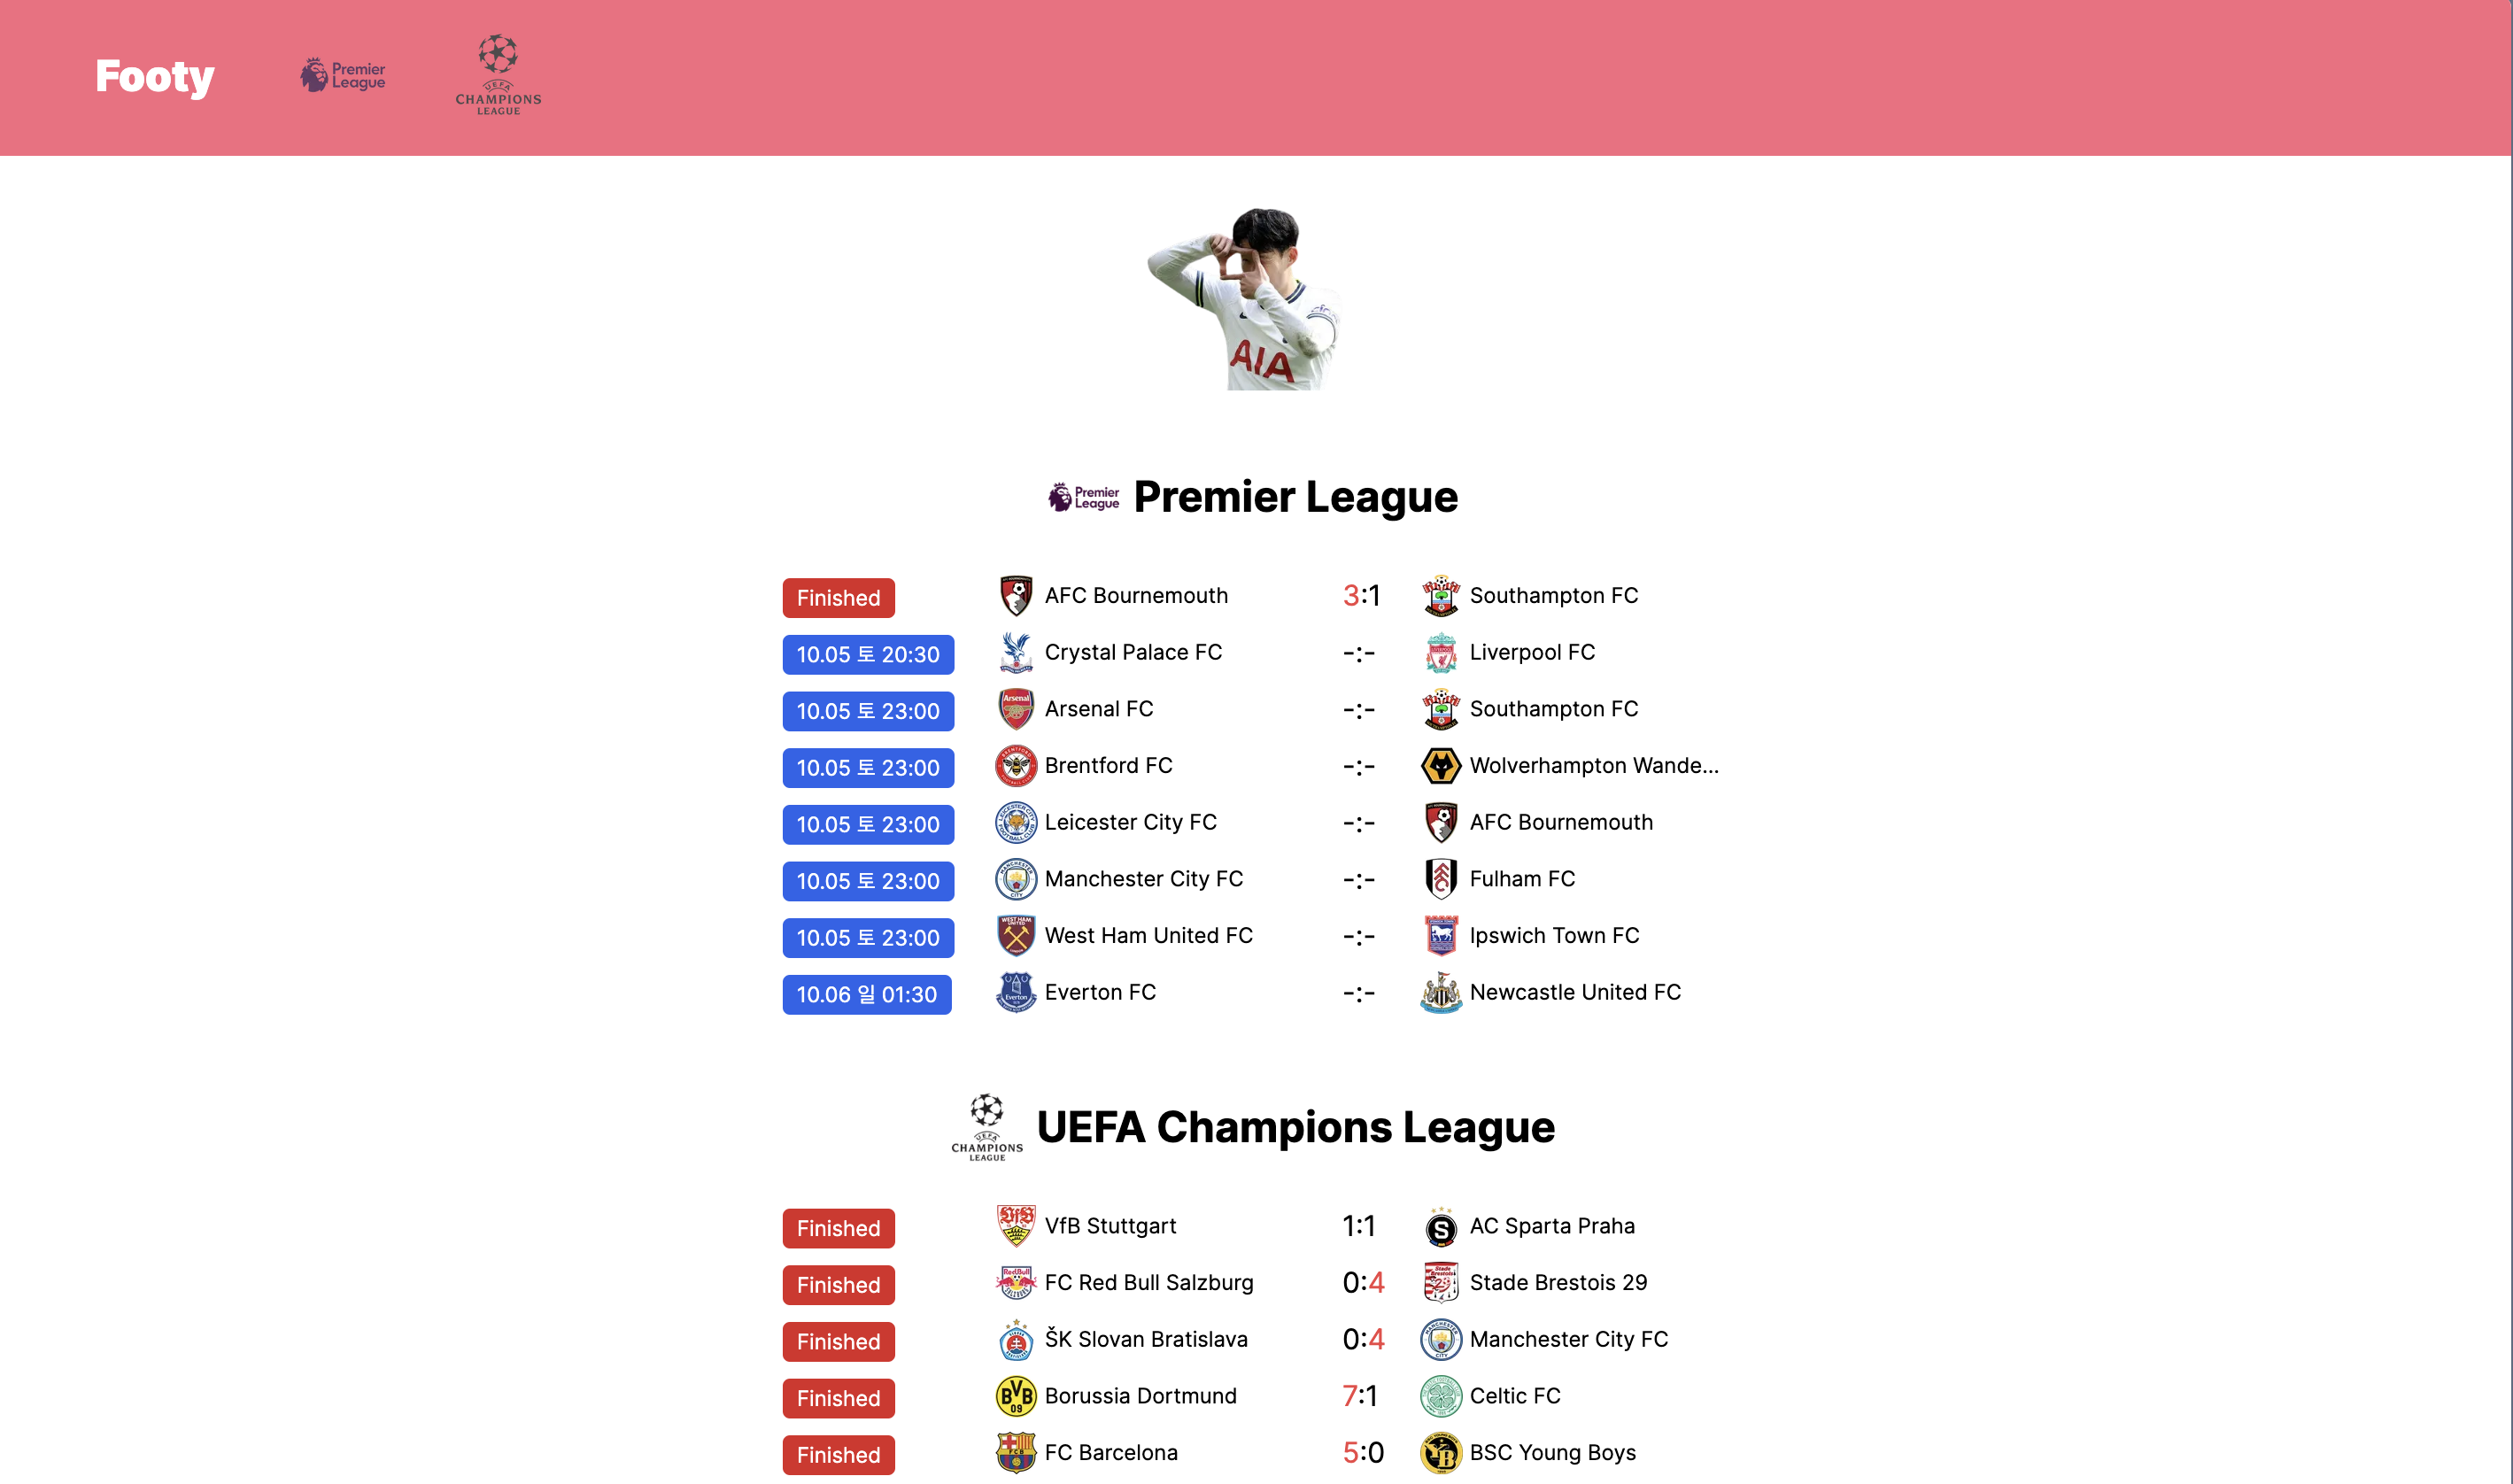 Footy
Premier
League
UEFA
CHAMPIONS
LEAGUE
AIA
Premier
League
Premier League
Finished AFC Bournemouth 3:1 Southampton FC
10.05 토 20:30 Crystal Palace FC -:- Liverpool FC
10.05 토 23:00 Arsenal FC -:- Southampton FC
10.05 토 23:00 Brentford FC -:- Wolverhampton Wande...
10.05 토 23:00 Leicester City FC -:- AFC Bournemouth
10.05 토 23:00 Manchester City FC -:- Fulham FC
10.05 토 23:00 West Ham United FC -:- Ipswich Town FC
10.06 일 01:30 Everton FC -:- Newcastle United FC
UEFA
CHAMPIONS
LEAGUE
UEFA Champions League
Finished VfB Stuttgart 1:1 AC Sparta Praha
Finished FC Red Bull Salzburg 0:4 Stade Brestois 29
Finished ŠK Slovan Bratislava 0:4 Manchester City FC
Finished Borussia Dortmund 7:1 Celtic FC
Finished FC Barcelona 5:0 BSC Young Boys